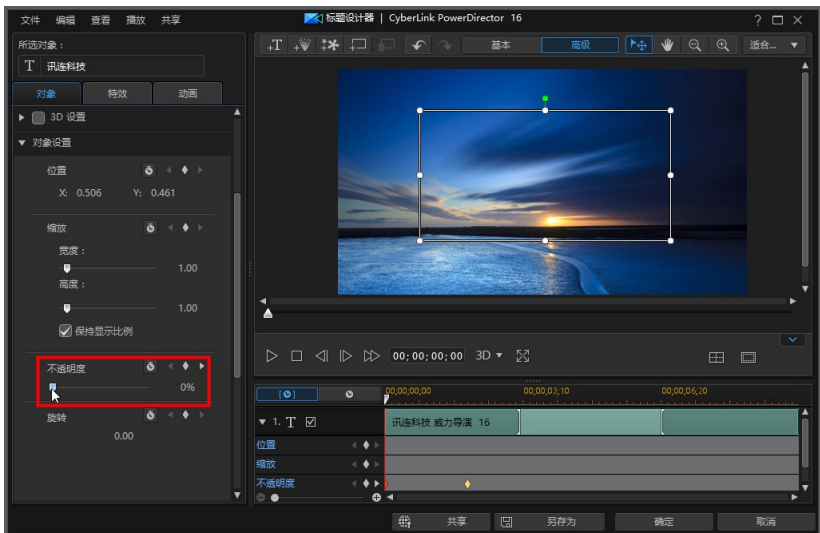 文件 编辑 查看 播放 共享 标题设计器 | CyberLink PowerDirector 16 ? □ ×
所选对象：
T 讯连科技
+T 基本 高级 适合...
对象 特效 动画
3D 设置
对象设置
位置
X: 0.506 Y: 0.461
缩放
宽度：
1.00
高度：
1.00
保持显示比例
不透明度
0%
旋转
0.00
00;00;00;00 3D
00;00;00;00 00;00;03;10 00;00;06;20
1. T 讯连科技 威力导演 16
位置
缩放
不透明度
共享 另存为 确定 取消